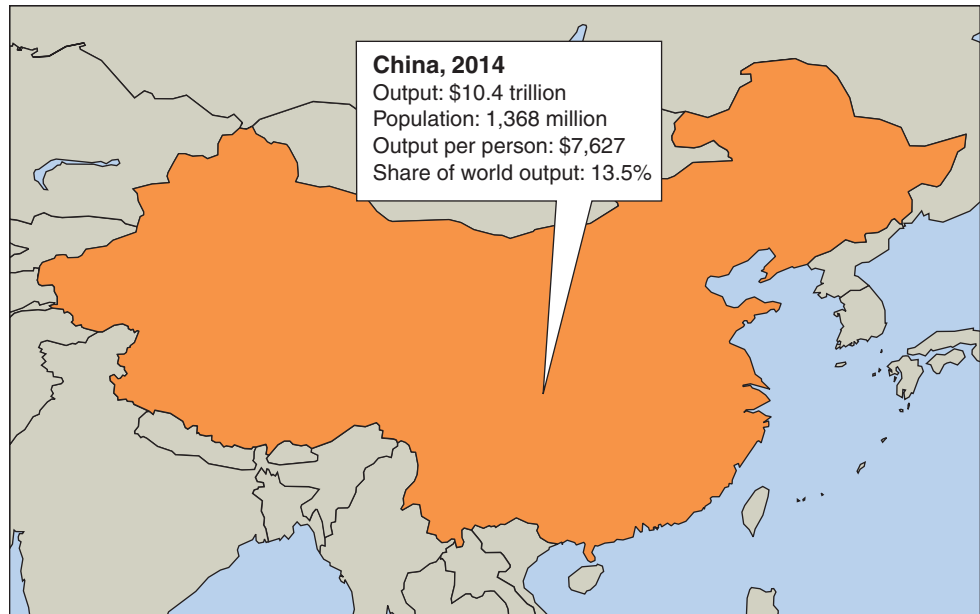 China, 2014
Output: $10.4 trillion
Population: 1,368 million
Output per person: $7,627
Share of world output: 13.5%